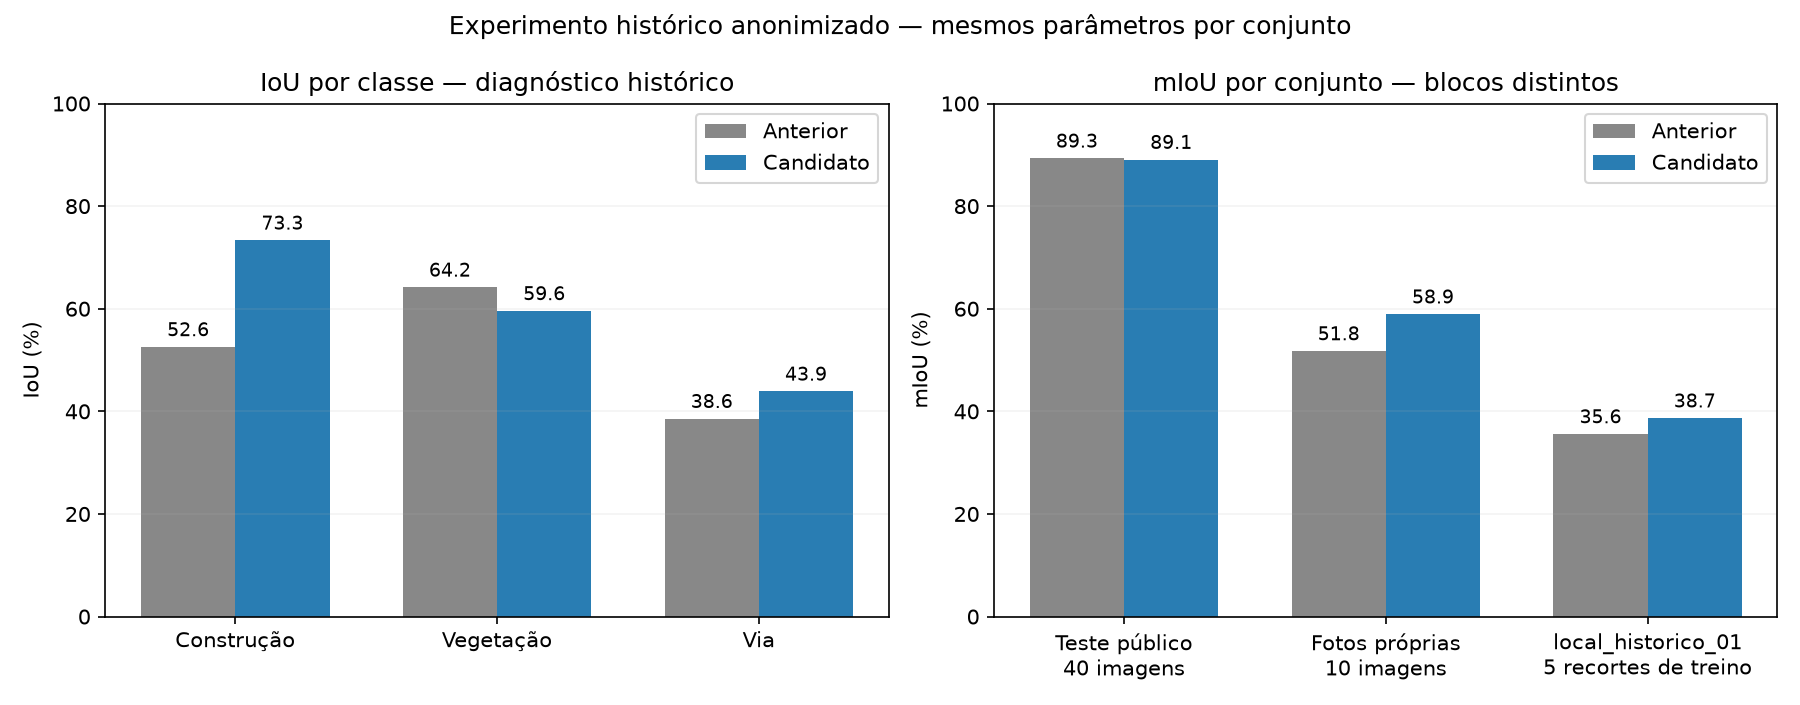 Experimento histórico anonimizado — mesmos parâmetros por conjunto
IoU por classe — diagnóstico histórico
IoU (%)
100
80
60
40
20
0
Anterior
Candidato
52.6
73.3
64.2
59.6
38.6
43.9
Construção
Vegetação
Via
mIoU por conjunto — blocos distintos
mIoU (%)
100
80
60
40
20
0
Anterior
Candidato
89.3
89.1
51.8
58.9
35.6
38.7
Teste público
40 imagens
Fotos próprias
10 imagens
local_historico_01
5 recortes de treino